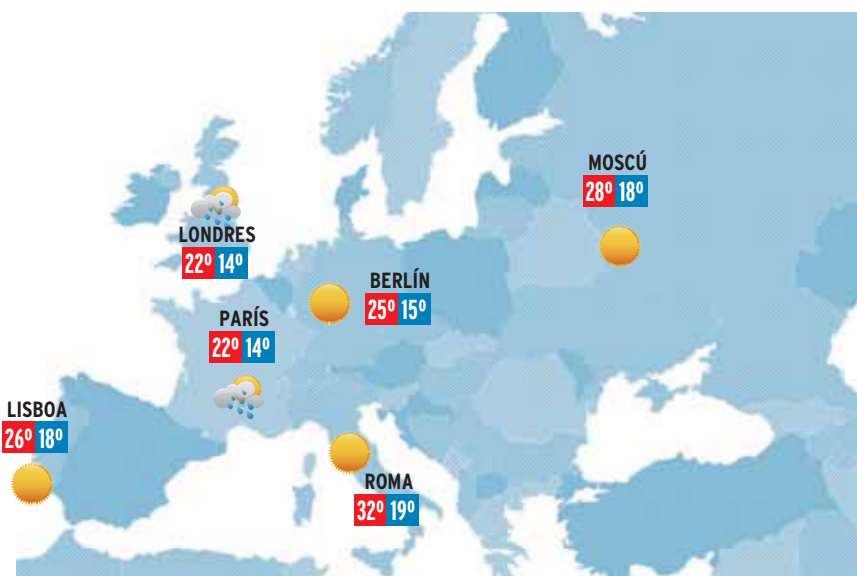 MOSCÚ
28º 18º
LONDRES
22º 14º
BERLÍN
25º 15º
PARÍS
22º 14º
LISBOA
26º 18º
ROMA
32º 19º